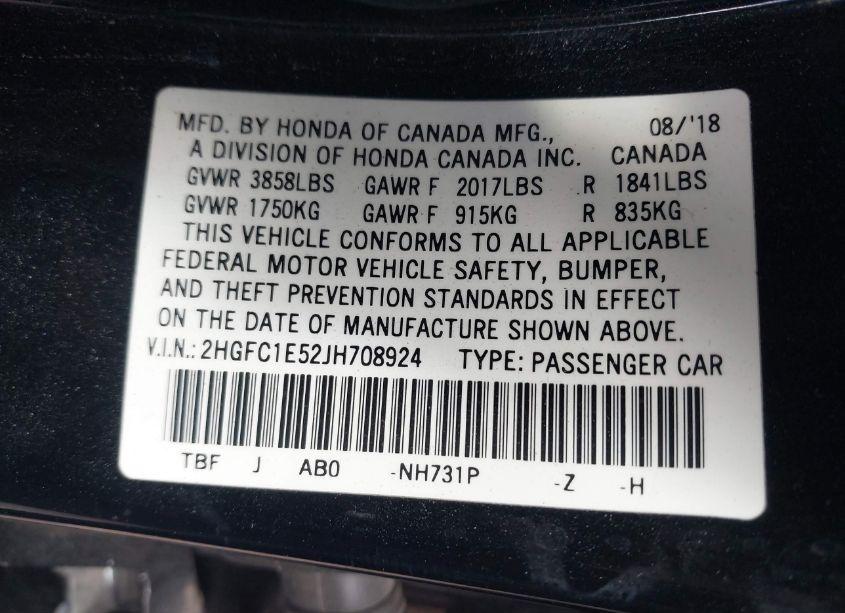 MFD. BY HONDA OF CANADA MFG., 08/'18
A DIVISION OF HONDA CANADA INC. CANADA
GVWR 3858LBS GAWR F 2017LBS R 1841LBS
GVWR 1750KG GAWR F 915KG R 835KG
THIS VEHICLE CONFORMS TO ALL APPLICABLE
FEDERAL MOTOR VEHICLE SAFETY, BUMPER,
AND THEFT PREVENTION STANDARDS IN EFFECT
ON THE DATE OF MANUFACTURE SHOWN ABOVE.
V.I.N.: 2HGFC1E52JH708924 TYPE: PASSENGER CAR
TBF J AB0 -NH731P -Z -H